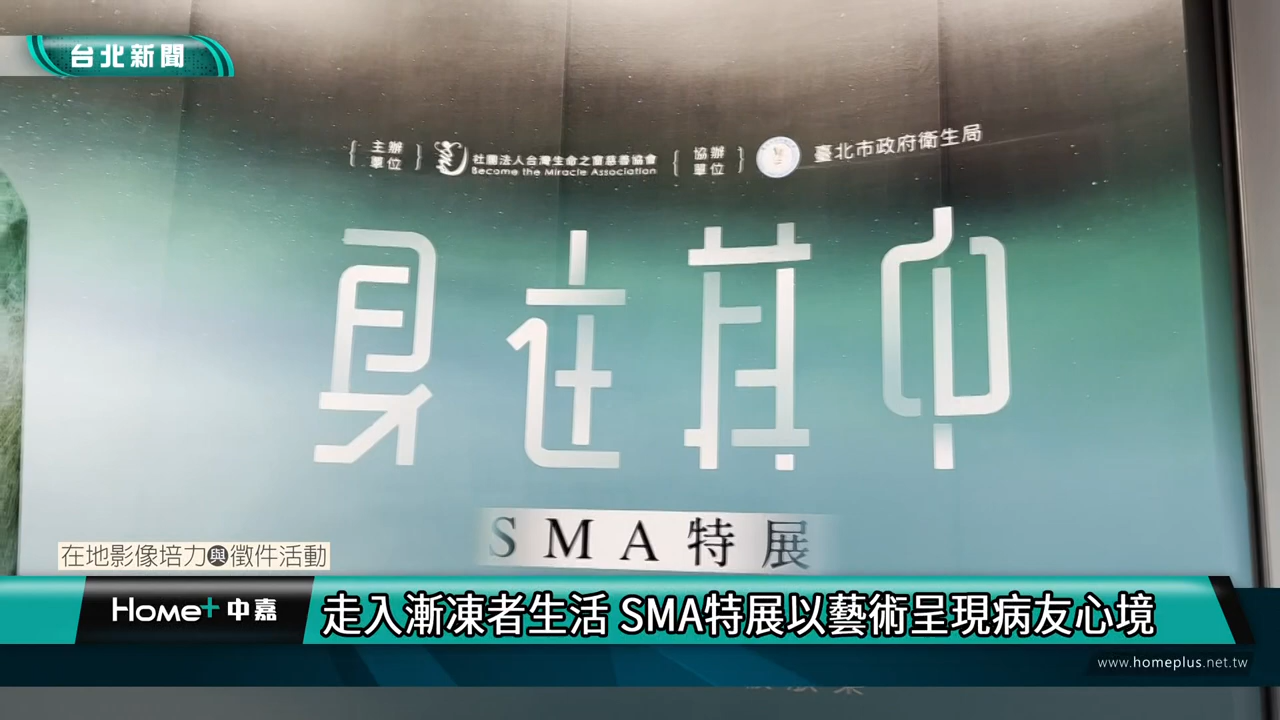 台北新聞
主辦單位
社團法人台灣生命之窗慈善協會
Become the Miracle Association
協辦單位
臺北市政府衛生局
身在其中
SMA特展
在地影像培力與徵件活動
Home+中嘉
走入漸凍者生活 SMA特展以藝術呈現病友心境
www.homeplus.net.tw